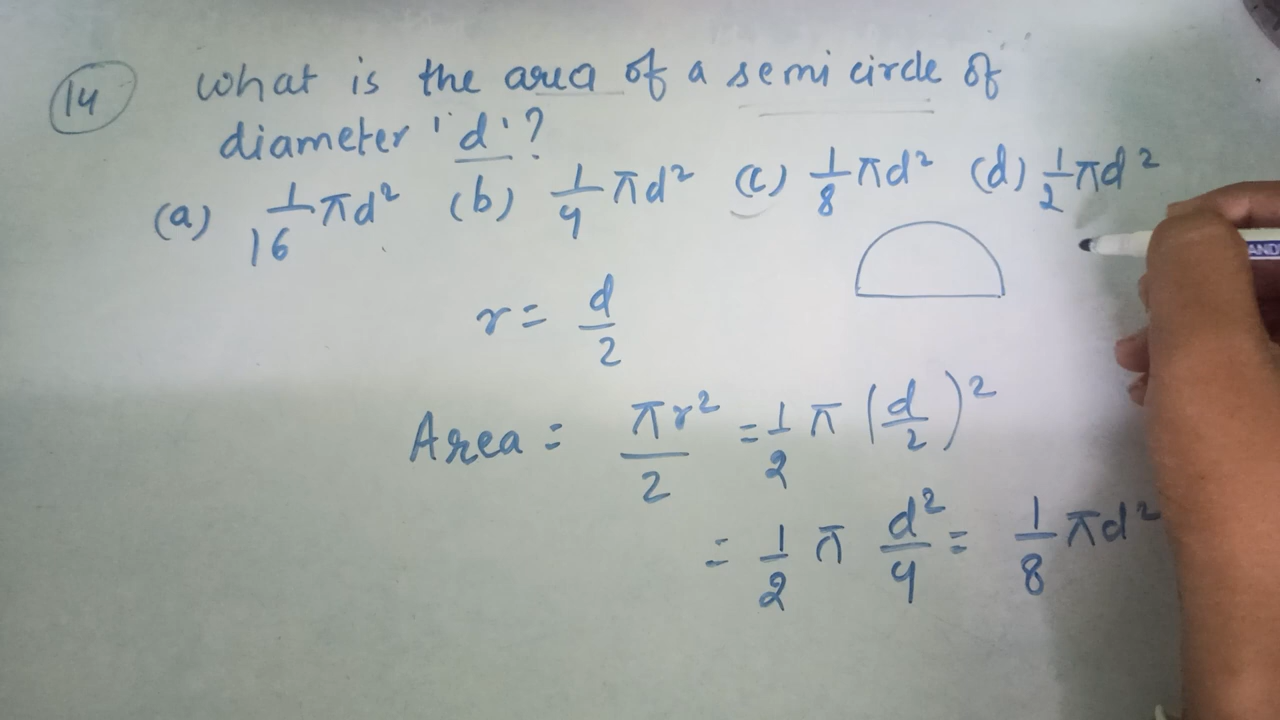 14 What is the area of a semi circle of
diameter 'd'?
(a) 1/16 πd² (b) 1/4 πd² (c) 1/8 πd² (d) 1/2 πd²
r = d/2
Area = πr²/2 = 1/2 π (d/2)²
= 1/2 π d²/4 = 1/8 πd²